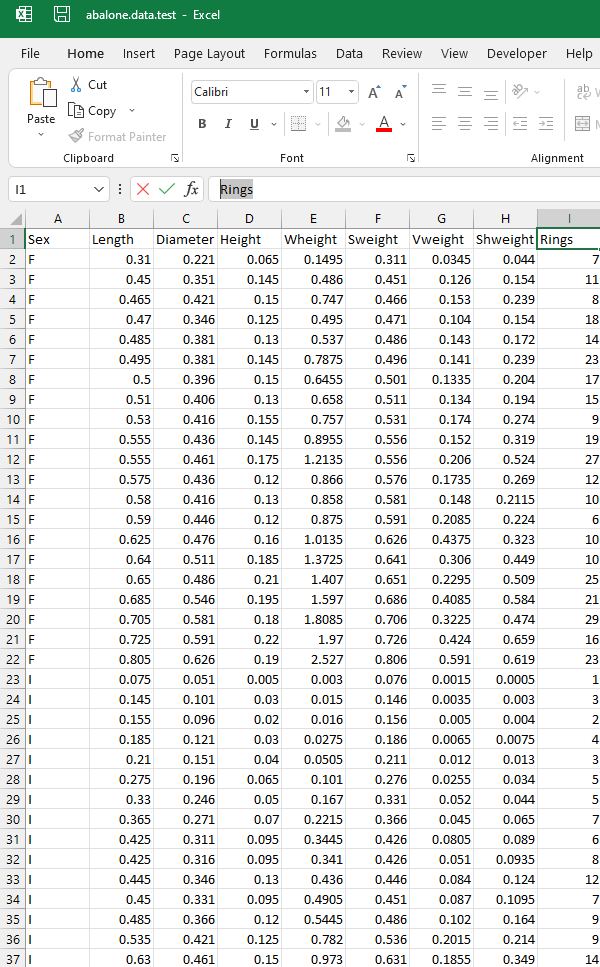 abalone.data.test - Excel
File Home Insert Page Layout Formulas Data Review View Developer Help
Paste Cut Copy Format Painter
Calibri 11 A A
B I U A ab
Clipboard Font Alignment
I1 fx Rings
A B C D E F G H I
1 Sex Length Diameter Height Wheight Sweight Vweight Shweight Rings
2 F 0.31 0.221 0.065 0.1495 0.311 0.0345 0.044 7
3 F 0.45 0.351 0.145 0.486 0.451 0.126 0.154 11
4 F 0.465 0.421 0.15 0.747 0.466 0.153 0.239 8
5 F 0.47 0.346 0.125 0.495 0.471 0.104 0.154 18
6 F 0.485 0.381 0.13 0.537 0.486 0.143 0.172 14
7 F 0.495 0.381 0.145 0.7875 0.496 0.141 0.239 23
8 F 0.5 0.396 0.15 0.6455 0.501 0.1335 0.204 17
9 F 0.51 0.406 0.13 0.658 0.511 0.134 0.194 15
10 F 0.53 0.416 0.155 0.757 0.531 0.174 0.274 9
11 F 0.555 0.436 0.145 0.8955 0.556 0.152 0.319 19
12 F 0.555 0.461 0.175 1.2135 0.556 0.206 0.524 27
13 F 0.575 0.436 0.12 0.866 0.576 0.1735 0.269 12
14 F 0.58 0.416 0.13 0.858 0.581 0.148 0.2115 10
15 F 0.59 0.446 0.12 0.875 0.591 0.2085 0.224 6
16 F 0.625 0.476 0.16 1.0135 0.626 0.4375 0.323 10
17 F 0.64 0.511 0.185 1.3725 0.641 0.306 0.449 10
18 F 0.65 0.486 0.21 1.407 0.651 0.2295 0.509 25
19 F 0.685 0.546 0.195 1.597 0.686 0.4085 0.584 21
20 F 0.705 0.581 0.18 1.8085 0.706 0.3225 0.474 29
21 F 0.725 0.591 0.22 1.97 0.726 0.424 0.659 16
22 F 0.805 0.626 0.19 2.527 0.806 0.591 0.619 23
23 I 0.075 0.051 0.005 0.003 0.076 0.0015 0.0005 1
24 I 0.145 0.101 0.03 0.015 0.146 0.0035 0.003 3
25 I 0.155 0.096 0.02 0.016 0.156 0.005 0.004 2
26 I 0.185 0.121 0.03 0.0275 0.186 0.0065 0.0075 4
27 I 0.21 0.151 0.04 0.0505 0.211 0.012 0.013 3
28 I 0.275 0.196 0.065 0.101 0.276 0.0255 0.034 5
29 I 0.33 0.246 0.05 0.167 0.331 0.052 0.044 5
30 I 0.365 0.271 0.07 0.2215 0.366 0.045 0.065 7
31 I 0.425 0.311 0.095 0.3445 0.426 0.0805 0.089 6
32 I 0.425 0.316 0.095 0.341 0.426 0.051 0.0935 8
33 I 0.445 0.346 0.13 0.436 0.446 0.084 0.124 12
34 I 0.45 0.331 0.095 0.4905 0.451 0.087 0.1095 7
35 I 0.485 0.366 0.12 0.5445 0.486 0.102 0.164 9
36 I 0.535 0.421 0.125 0.782 0.536 0.2015 0.214 9
37 I 0.63 0.461 0.15 0.973 0.631 0.1855 0.349 14